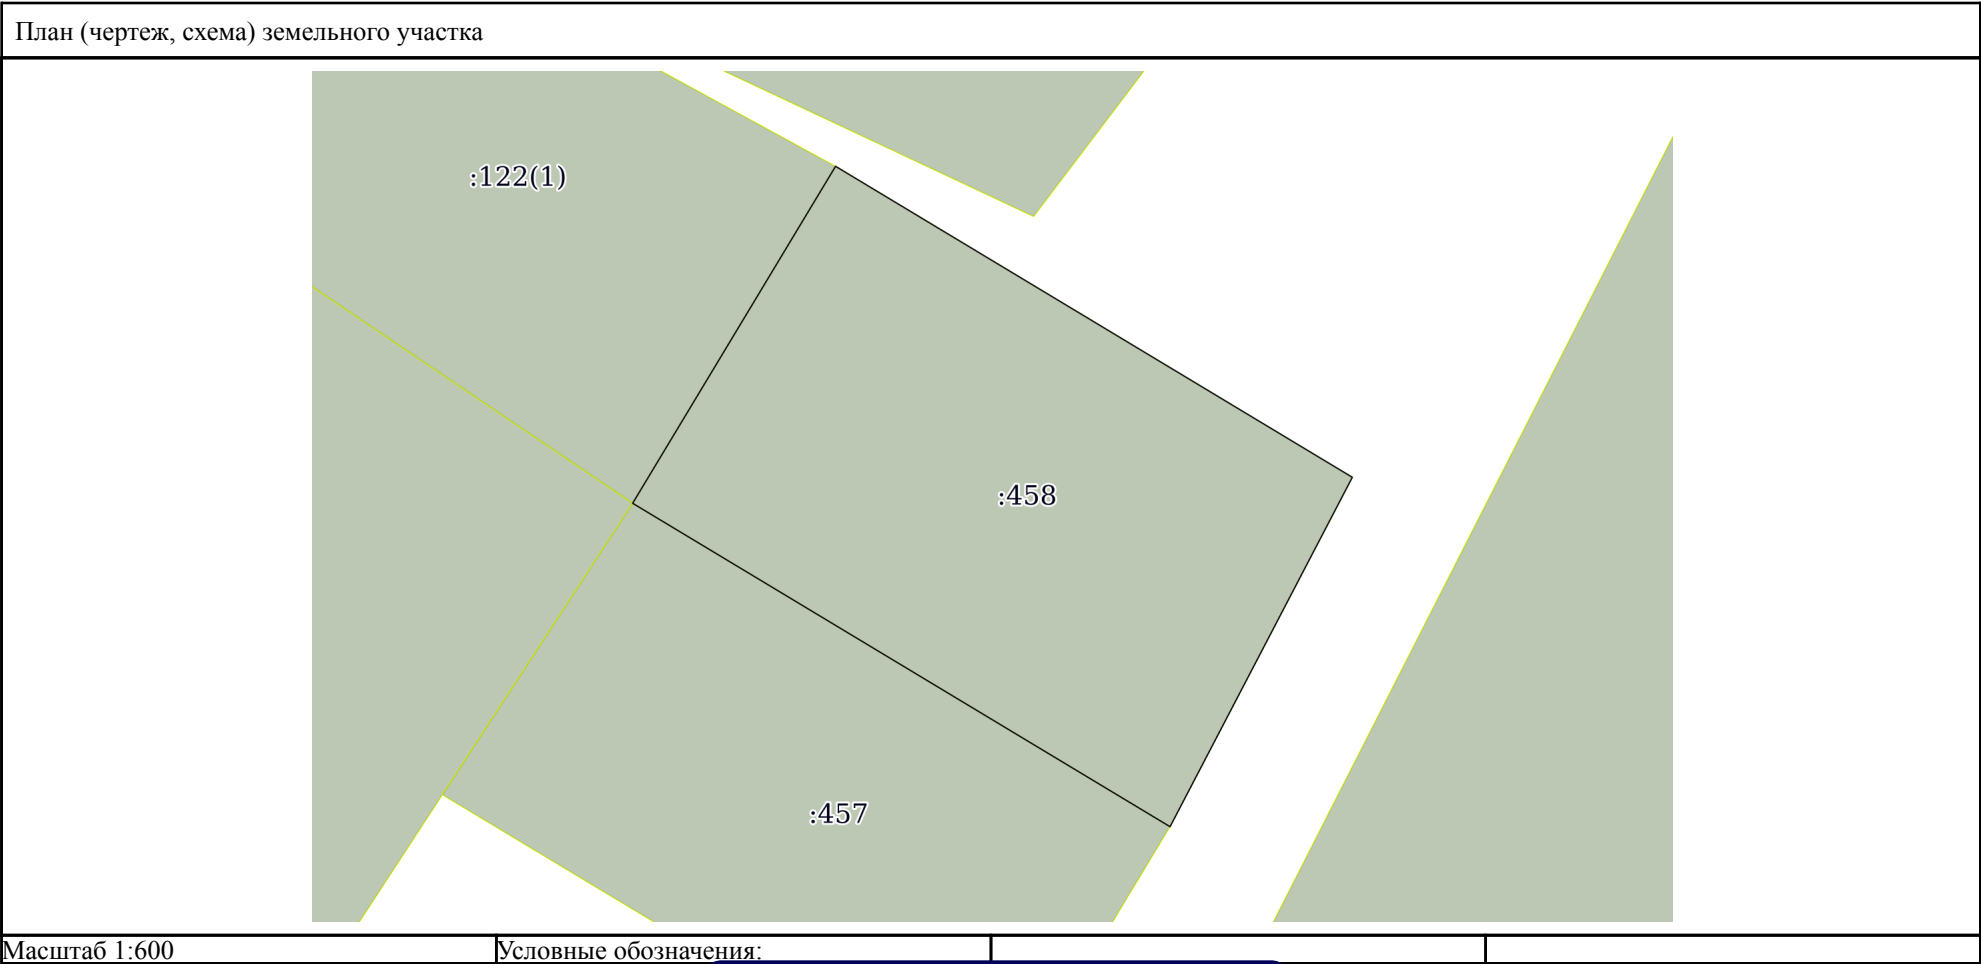 План (чертеж, схема) земельного участка
:122(1)
:458
:457
Масштаб 1:600
Условные обозначения: